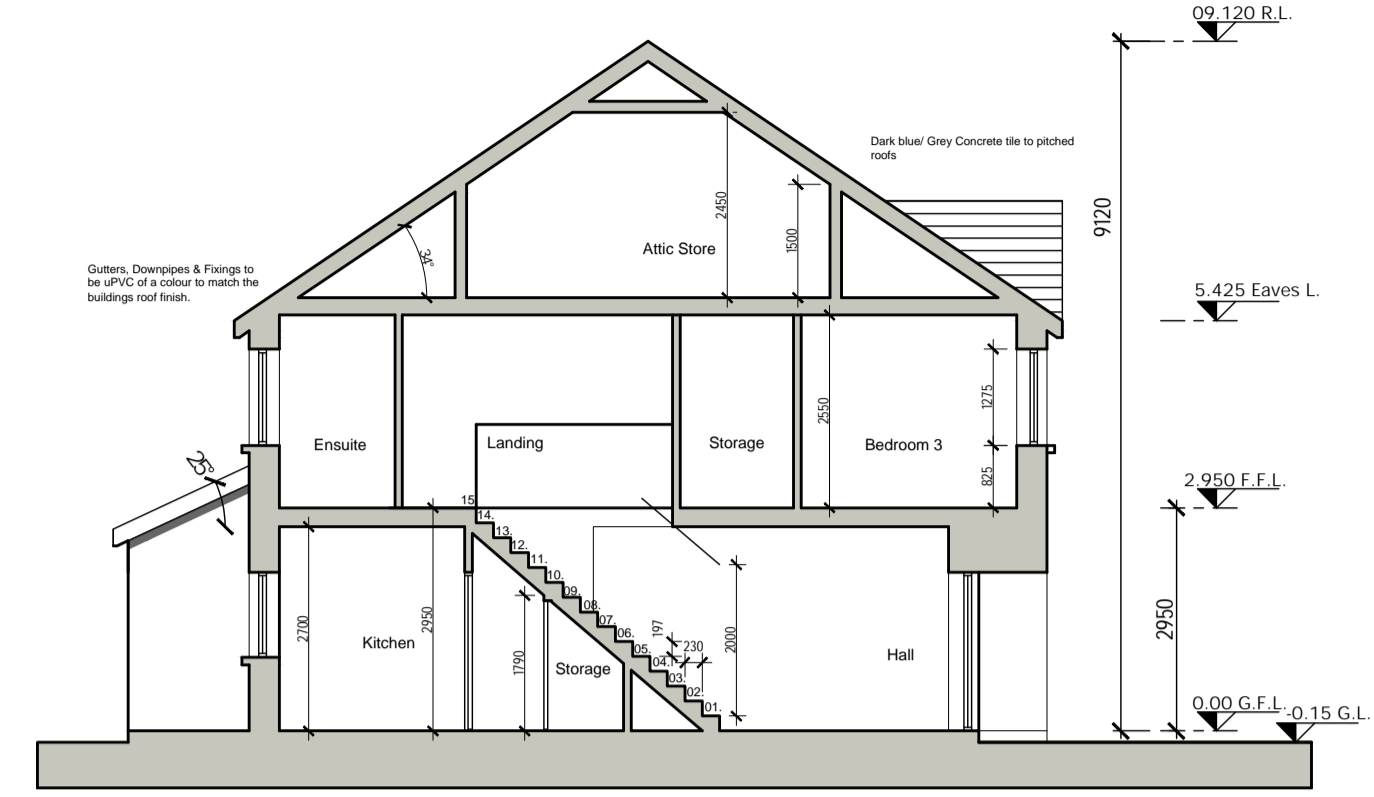 09.120 R.L.
Dark blue/ Grey Concrete tile to pitched
roofs
9120
2450
1500
Attic Store
34°
Gutters, Downpipes & Fixings to
be uPVC of a colour to match the
buildings roof finish.
5.425 Eaves L.
1275
2550
Ensuite
Landing
Storage
Bedroom 3
825
25°
2.950 F.F.L.
15
14.
13.
12.
11.
10.
09.
08.
07.
06.
05.
04.
03.
02.
01.
2700
2950
1790
197
230
2000
2950
Kitchen
Storage
Hall
0.00 G.F.L.
-0.15 G.L.